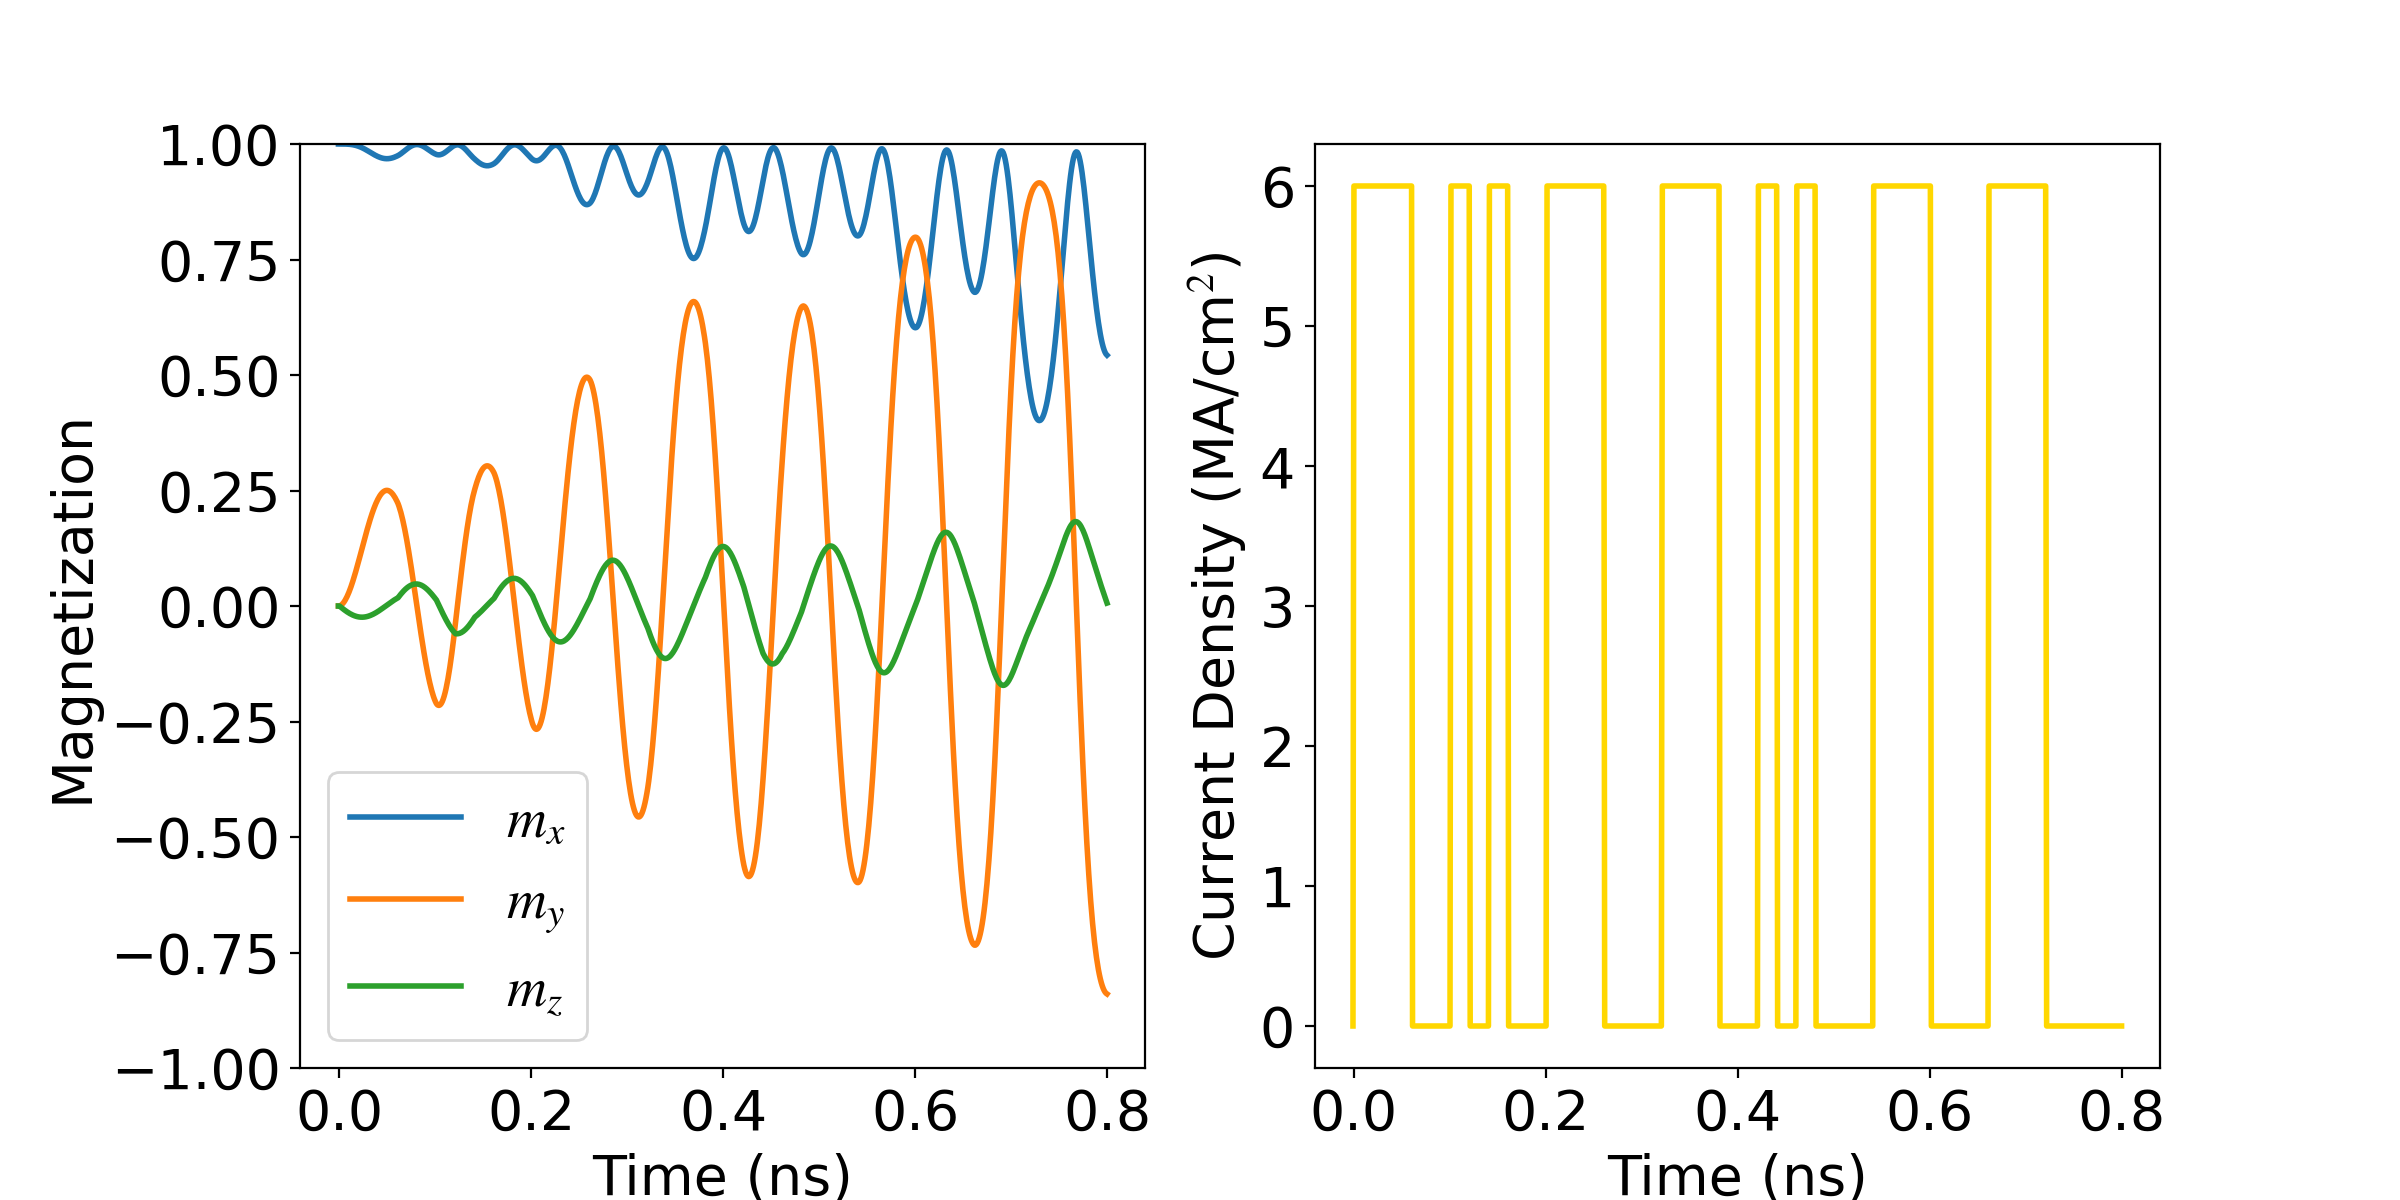 1.00
0.75
0.50
0.25
0.00
−0.25
−0.50
−0.75
−1.00
Magnetization
m_x
m_y
m_z
0.0 0.2 0.4 0.6 0.8
Time (ns)
6
5
4
3
2
1
0
Current Density (MA/cm²)
0.0 0.2 0.4 0.6 0.8
Time (ns)